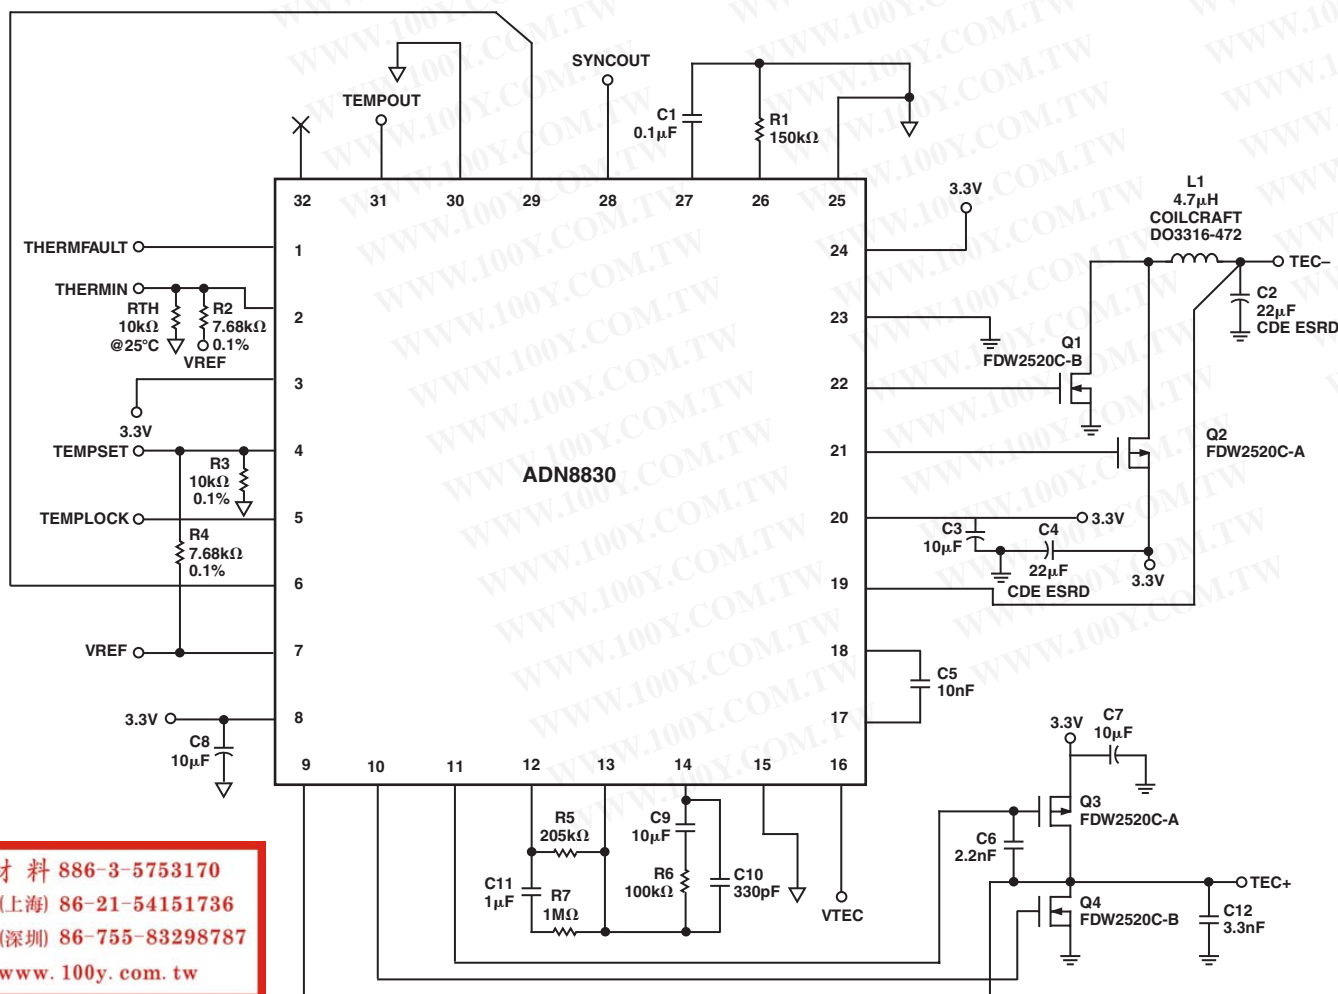 SYNCOUT
TEMPOUT
C1
0.1µF
R1
150kΩ
32 31 30 29 28 27 26 25
L1
4.7µH
COILCRAFT
DO3316-472
3.3V
THERMFAULT
1
24
TEC–
THERMIN
RTH
10kΩ
@25°C
R2
7.68kΩ
0.1%
VREF
2
23
C2
22µF
CDE ESRD
Q1
FDW2520C-B
3
22
3.3V
TEMPSET
4
21
Q2
FDW2520C-A
R3
10kΩ
0.1%
ADN8830
TEMPLOCK
5
20
3.3V
C3
10µF
C4
22µF
CDE ESRD
3.3V
R4
7.68kΩ
0.1%
6
19
VREF
7
18
C5
10nF
17
3.3V
8
C8
10µF
9 10 11 12 13 14 15 16
3.3V
C7
10µF
R5
205kΩ
C9
10µF
Q3
FDW2520C-A
C6
2.2nF
C11
1µF
R7
1MΩ
R6
100kΩ
C10
330pF
VTEC
TEC+
Q4
FDW2520C-B
C12
3.3nF
材 料 886-3-5753170
(上海) 86-21-54151736
(深圳) 86-755-83298787
www. 100y. com. tw
WWW.100Y.COM.TW